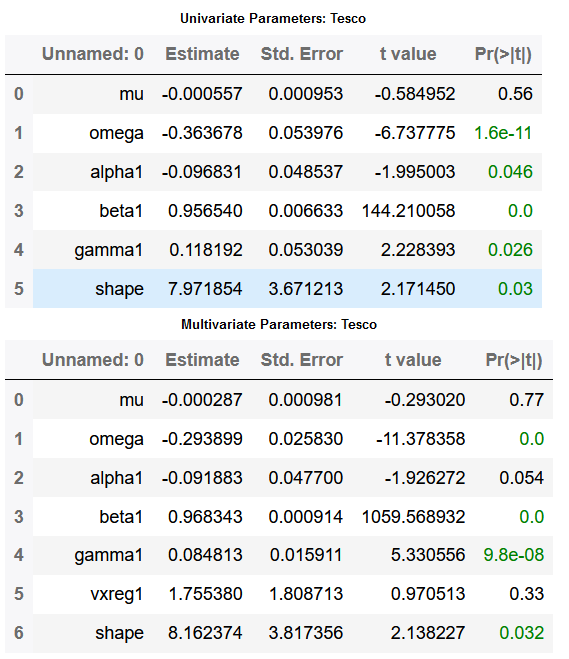 Univariate Parameters: Tesco
Unnamed: 0 Estimate Std. Error t value Pr(>|t|)
0 mu -0.000557 0.000953 -0.584952 0.56
1 omega -0.363678 0.053976 -6.737775 1.6e-11
2 alpha1 -0.096831 0.048537 -1.995003 0.046
3 beta1 0.956540 0.006633 144.210058 0.0
4 gamma1 0.118192 0.053039 2.228393 0.026
5 shape 7.971854 3.671213 2.171450 0.03
Multivariate Parameters: Tesco
Unnamed: 0 Estimate Std. Error t value Pr(>|t|)
0 mu -0.000287 0.000981 -0.293020 0.77
1 omega -0.293899 0.025830 -11.378358 0.0
2 alpha1 -0.091883 0.047700 -1.926272 0.054
3 beta1 0.968343 0.000914 1059.568932 0.0
4 gamma1 0.084813 0.015911 5.330556 9.8e-08
5 vxreg1 1.755380 1.808713 0.970513 0.33
6 shape 8.162374 3.817356 2.138227 0.032